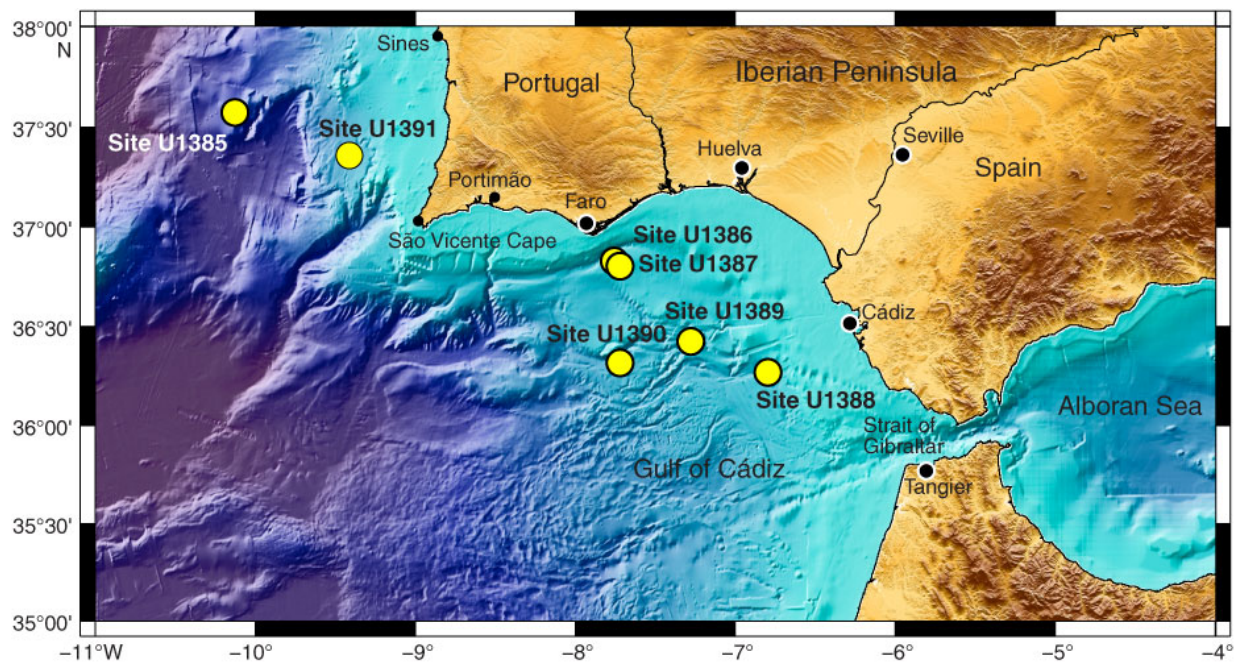 38°00'
N
37°30'
37°00'
36°30'
36°00'
35°30'
35°00'
Sines
Portugal
Iberian Peninsula
Site U1385
Site U1391
Huelva
Seville
Spain
Portimão
Faro
São Vicente Cape
Site U1386
Site U1387
Site U1389
Site U1390
Cádiz
Site U1388
Alboran Sea
Strait of
Gibraltar
Gulf of Cádiz
Tangier
−11°W
−10°
−9°
−8°
−7°
−6°
−5°
−4°